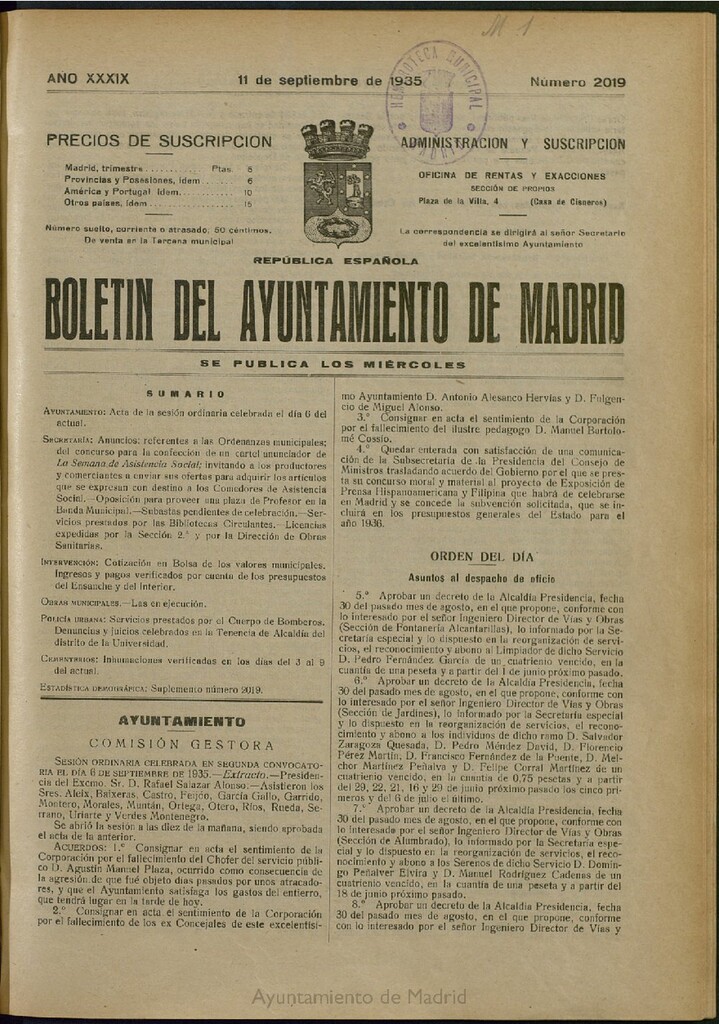 M 1
HEMEROTECA MUNICIPAL
MADRID
AÑO XXXIX
11 de septiembre de 1935
Número 2019
PRECIOS DE SUSCRIPCION
Madrid, trimestre ........... Ptas. 5
Provincias y Posesiones, ídem ....... 6
América y Portugal ídem............ 10
Otros países, ídem ................ 15
Número suelto, corriente o atrasado, 50 céntimos.
De venta en la Tercena municipal
ADMINISTRACION Y SUSCRIPCION
OFICINA DE RENTAS Y EXACCIONES
SECCIÓN DE PROPIOS
Plaza de la Villa, 4 (Casa de Cisneros)
La correspondencia se dirigirá al señor Secretario
del excelentísimo Ayuntamiento
REPÚBLICA ESPAÑOLA
BOLETIN DEL AYUNTAMIENTO DE MADRID
SE PUBLICA LOS MIÉRCOLES
SUMARIO
AYUNTAMIENTO: Acta de la sesión ordinaria celebrada el día 6 del
actual.
SECRETARÍA: Anuncios: referentes a las Ordenanzas municipales;
del concurso para la confección de un cartel anunciador de
La Semana de Asistencia Social; invitando a los productores
y comerciantes a enviar sus ofertas para adquirir los artículos
que se expresan con destino a los Comedores de Asistencia
Social.—Oposición para proveer una plaza de Profesor en la
Banda Municipal.—Subastas pendientes de celebración.—Ser-
vicios prestados por las Bibliotecas Circulantes.—Licencias
expedidas por la Sección 2.ª y por la Dirección de Obras
Sanitarias.
INTERVENCIÓN: Cotización en Bolsa de los valores municipales.
Ingresos y pagos verificados por cuenta de los presupuestos
del Ensanche y del Interior.
OBRAS MUNICIPALES.—Las en ejecución.
POLICÍA URBANA: Servicios prestados por el Cuerpo de Bomberos.
Denuncias y juicios celebrados en la Tenencia de Alcaldía del
distrito de la Universidad.
CEMENTERIOS: Inhumaciones verificadas en los días del 3 al 9
del actual.
ESTADÍSTICA DEMOGRÁFICA: Suplemento número 2019.
AYUNTAMIENTO
COMISIÓN GESTORA
SESIÓN ORDINARIA CELEBRADA EN SEGUNDA CONVOCATO-
RIA EL DÍA 6 DE SEPTIEMBRE DE 1935.—Extracto.—Presiden-
cia del Excmo. Sr. D. Rafael Salazar Alonso.—Asistieron los
Sres. Aleix, Baixeras, Castro, Feijóo, García Gallo, Garrido,
Montero, Morales, Muntán, Ortega, Otero, Ríos, Rueda, Se-
rrano, Uriarte y Verdes Montenegro.
Se abrió la sesión a las diez de la mañana, siendo aprobada
el acta de la anterior.
ACUERDOS: 1.º Consignar en acta el sentimiento de la
Corporación por el fallecimiento del Chofer del servicio públi-
co D. Agustín Manuel Plaza, ocurrido como consecuencia de
la agresión de que fué objeto días pasados por unos atracado-
res, y que el Ayuntamiento satisfaga los gastos del entierro,
que tendrá lugar en la tarde de hoy.
2.º Consignar en acta el sentimiento de la Corporación
por el fallecimiento de los ex Concejales de este excelentísi-
mo Ayuntamiento D. Antonio Alesanco Hervías y D. Fulgen-
cio de Miguel Alonso.
3.º Consignar en acta el sentimiento de la Corporación
por el fallecimiento del ilustre pedagogo D. Manuel Bartolo-
mé Cossío.
4.º Quedar enterada con satisfacción de una comunica-
ción de la Subsecretaría de la Presidencia del Consejo de
Ministros trasladando acuerdo del Gobierno por el que se pres-
ta su concurso moral y material al proyecto de Exposición de
Prensa Hispanoamericana y Filipina que habrá de celebrarse
en Madrid y se concede la subvención solicitada, que se in-
cluirá en los presupuestos generales del Estado para el
año 1936.
ORDEN DEL DÍA
Asuntos al despacho de oficio
5.º Aprobar un decreto de la Alcaldía Presidencia, fecha
30 del pasado mes de agosto, en el que propone, conforme con
lo interesado por el señor Ingeniero Director de Vías y Obras
(Sección de Fontanería Alcantarillas), lo informado por la Se-
cretaría especial y lo dispuesto en la reorganización de servi-
cios, el reconocimiento y abono al Limpiador de dicho Servicio
D. Pedro Fernández García de un cuatrienio vencido, en la
cuantía de una peseta y a partir del 1 de junio próximo pasado.
6.º Aprobar un decreto de la Alcaldía Presidencia, fecha
30 del pasado mes de agosto, en el que propone, conforme con
lo interesado por el señor Ingeniero Director de Vías y Obras
(Sección de Jardines), lo informado por la Secretaría especial
y lo dispuesto en la reorganización de servicios, el reconoci-
miento y abono a los individuos de dicho ramo D. Salvador
Zaragoza Quesada, D. Pedro Méndez David, D. Florencio
Pérez Martín, D. Francisco Fernández de la Puente, D. Mel-
chor Martínez Peñalva y D. Felipe Corral Martínez de un
cuatrienio vencido, en la cuantía de 0,75 pesetas y a partir
del 29, 22, 21, 16 y 29 de junio próximo pasado los cinco pri-
meros y del 6 de julio el último.
7.º Aprobar un decreto de la Alcaldía Presidencia, fecha
30 del pasado mes de agosto, en el que propone, conforme con
lo interesado por el señor Ingeniero Director de Vías y Obras
(Sección de Alumbrado), lo informado por la Secretaría espe-
cial y lo dispuesto en la reorganización de servicios, el reco-
nocimiento y abono a los Serenos de dicho Servicio D. Domin-
go Peñalver Elvira y D. Manuel Rodríguez Cadenas de un
cuatrienio vencido, en la cuantía de una peseta y a partir del
18 de junio próximo pasado.
8.º Aprobar un decreto de la Alcaldía Presidencia, fecha
30 del pasado mes de agosto, en el que propone, conforme
con lo interesado por el señor Ingeniero Director de Vías y
Ayuntamiento de Madrid